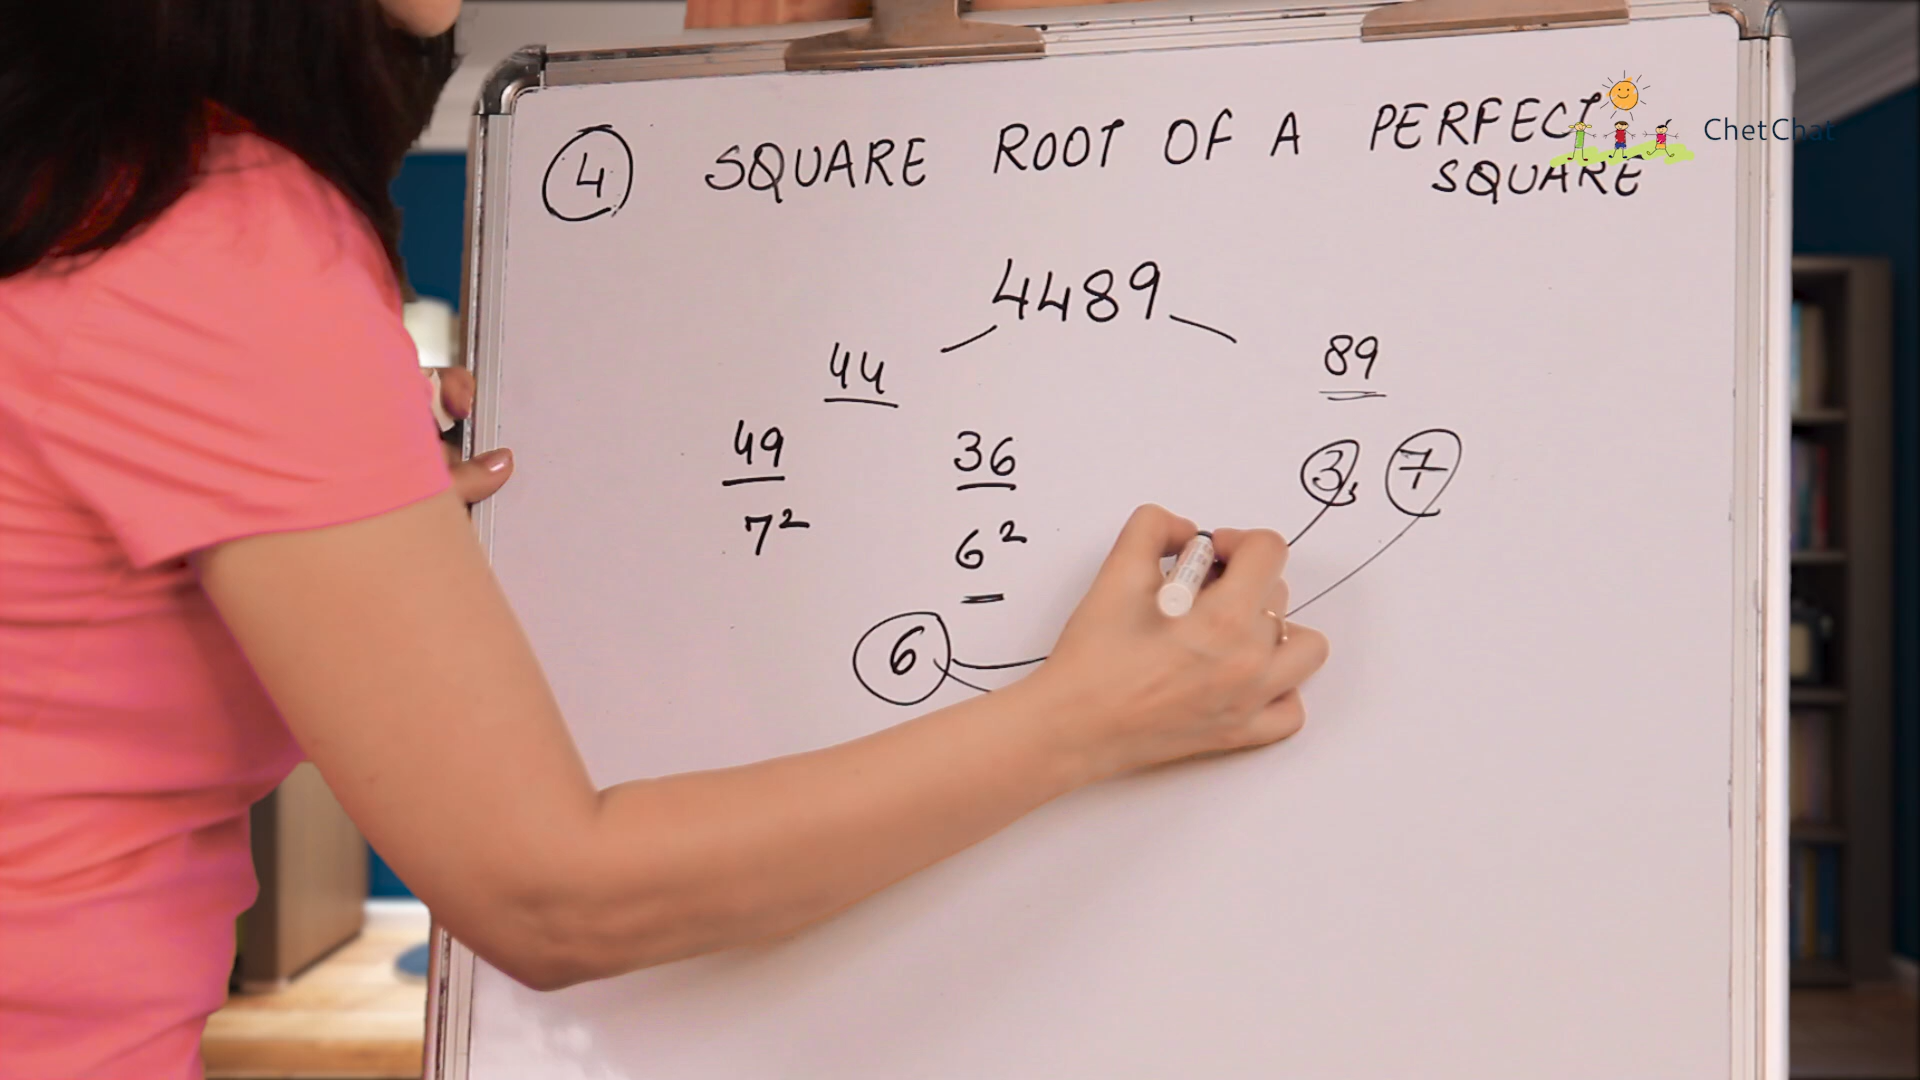 4 SQUARE ROOT OF A PERFECT
SQUARE
ChetChat
4489
44 89
49 36 3, 7
7² 6²
6